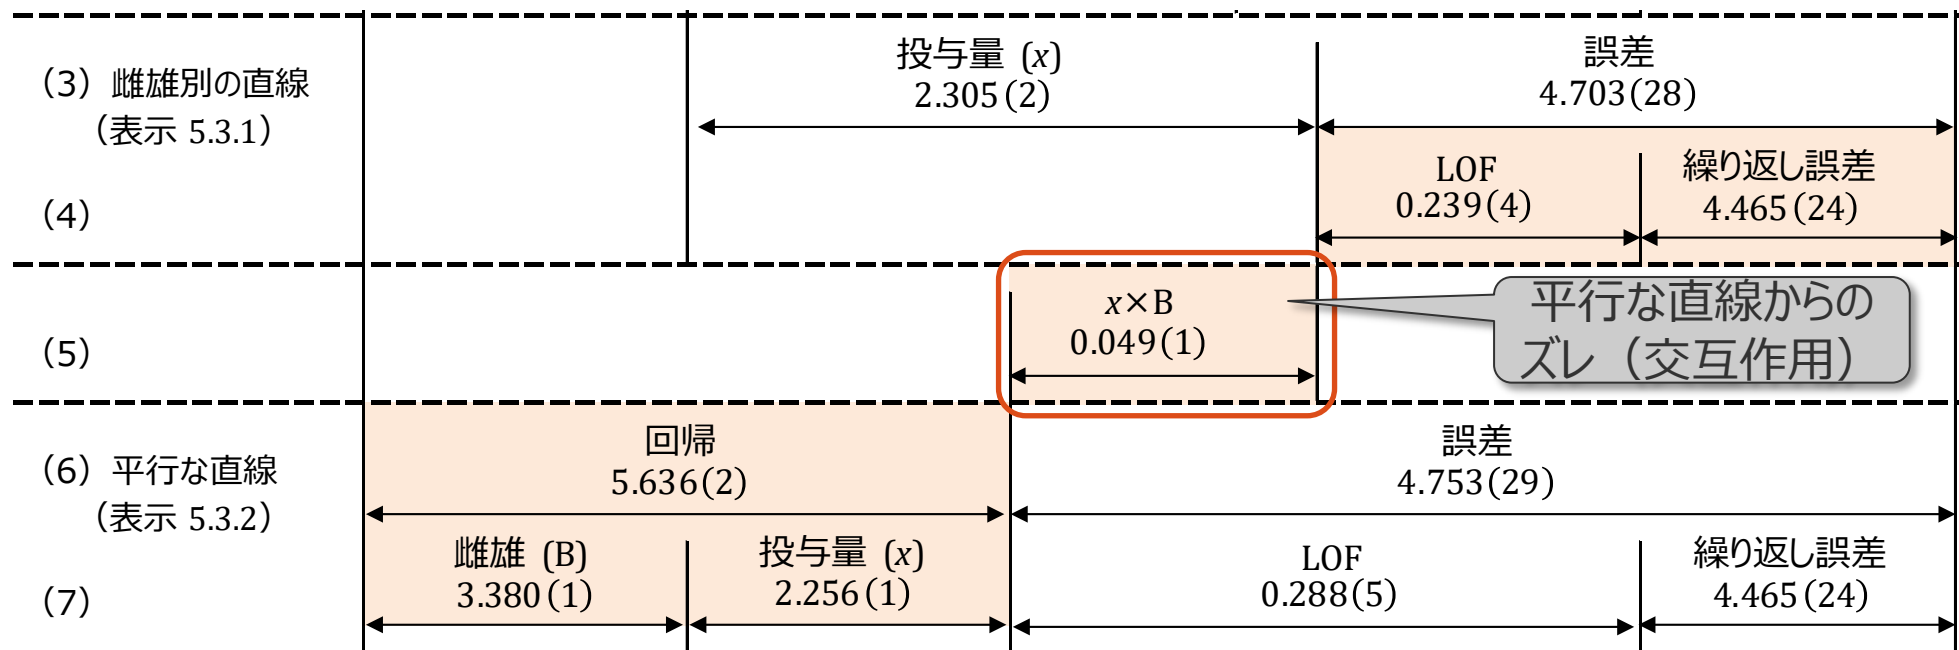 (3) 雌雄別の直線
(表示 5.3.1)
投与量 (x)
2.305(2)
誤差
4.703(28)
(4)
LOF
0.239(4)
繰り返し誤差
4.465(24)
(5)
x×B
0.049(1)
平行な直線からの
ズレ（交互作用）
(6) 平行な直線
(表示 5.3.2)
回帰
5.636(2)
誤差
4.753(29)
(7)
雌雄 (B)
3.380(1)
投与量 (x)
2.256(1)
LOF
0.288(5)
繰り返し誤差
4.465(24)